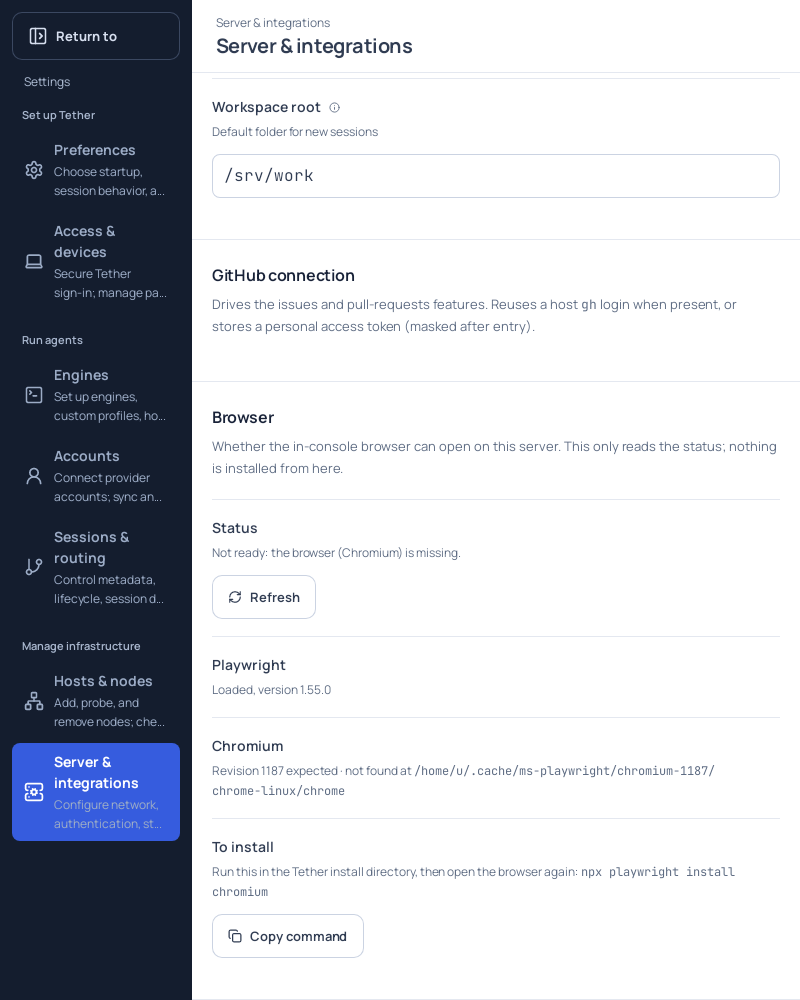 Return to
Settings
Set up Tether
Preferences
Choose startup,
session behavior, a...
Access &
devices
Secure Tether
sign-in; manage pa...
Run agents
Engines
Set up engines,
custom profiles, ho...
Accounts
Connect provider
accounts; sync an...
Sessions &
routing
Control metadata,
lifecycle, session d...
Manage infrastructure
Hosts & nodes
Add, probe, and
remove nodes; che...
Server &
integrations
Configure network,
authentication, st...
Server & integrations
Server & integrations
Workspace root
Default folder for new sessions
/srv/work
GitHub connection
Drives the issues and pull-requests features. Reuses a host gh login when present, or
stores a personal access token (masked after entry).
Browser
Whether the in-console browser can open on this server. This only reads the status; nothing
is installed from here.
Status
Not ready: the browser (Chromium) is missing.
Refresh
Playwright
Loaded, version 1.55.0
Chromium
Revision 1187 expected · not found at /home/u/.cache/ms-playwright/chromium-1187/
chrome-linux/chrome
To install
Run this in the Tether install directory, then open the browser again: npx playwright install
chromium
Copy command